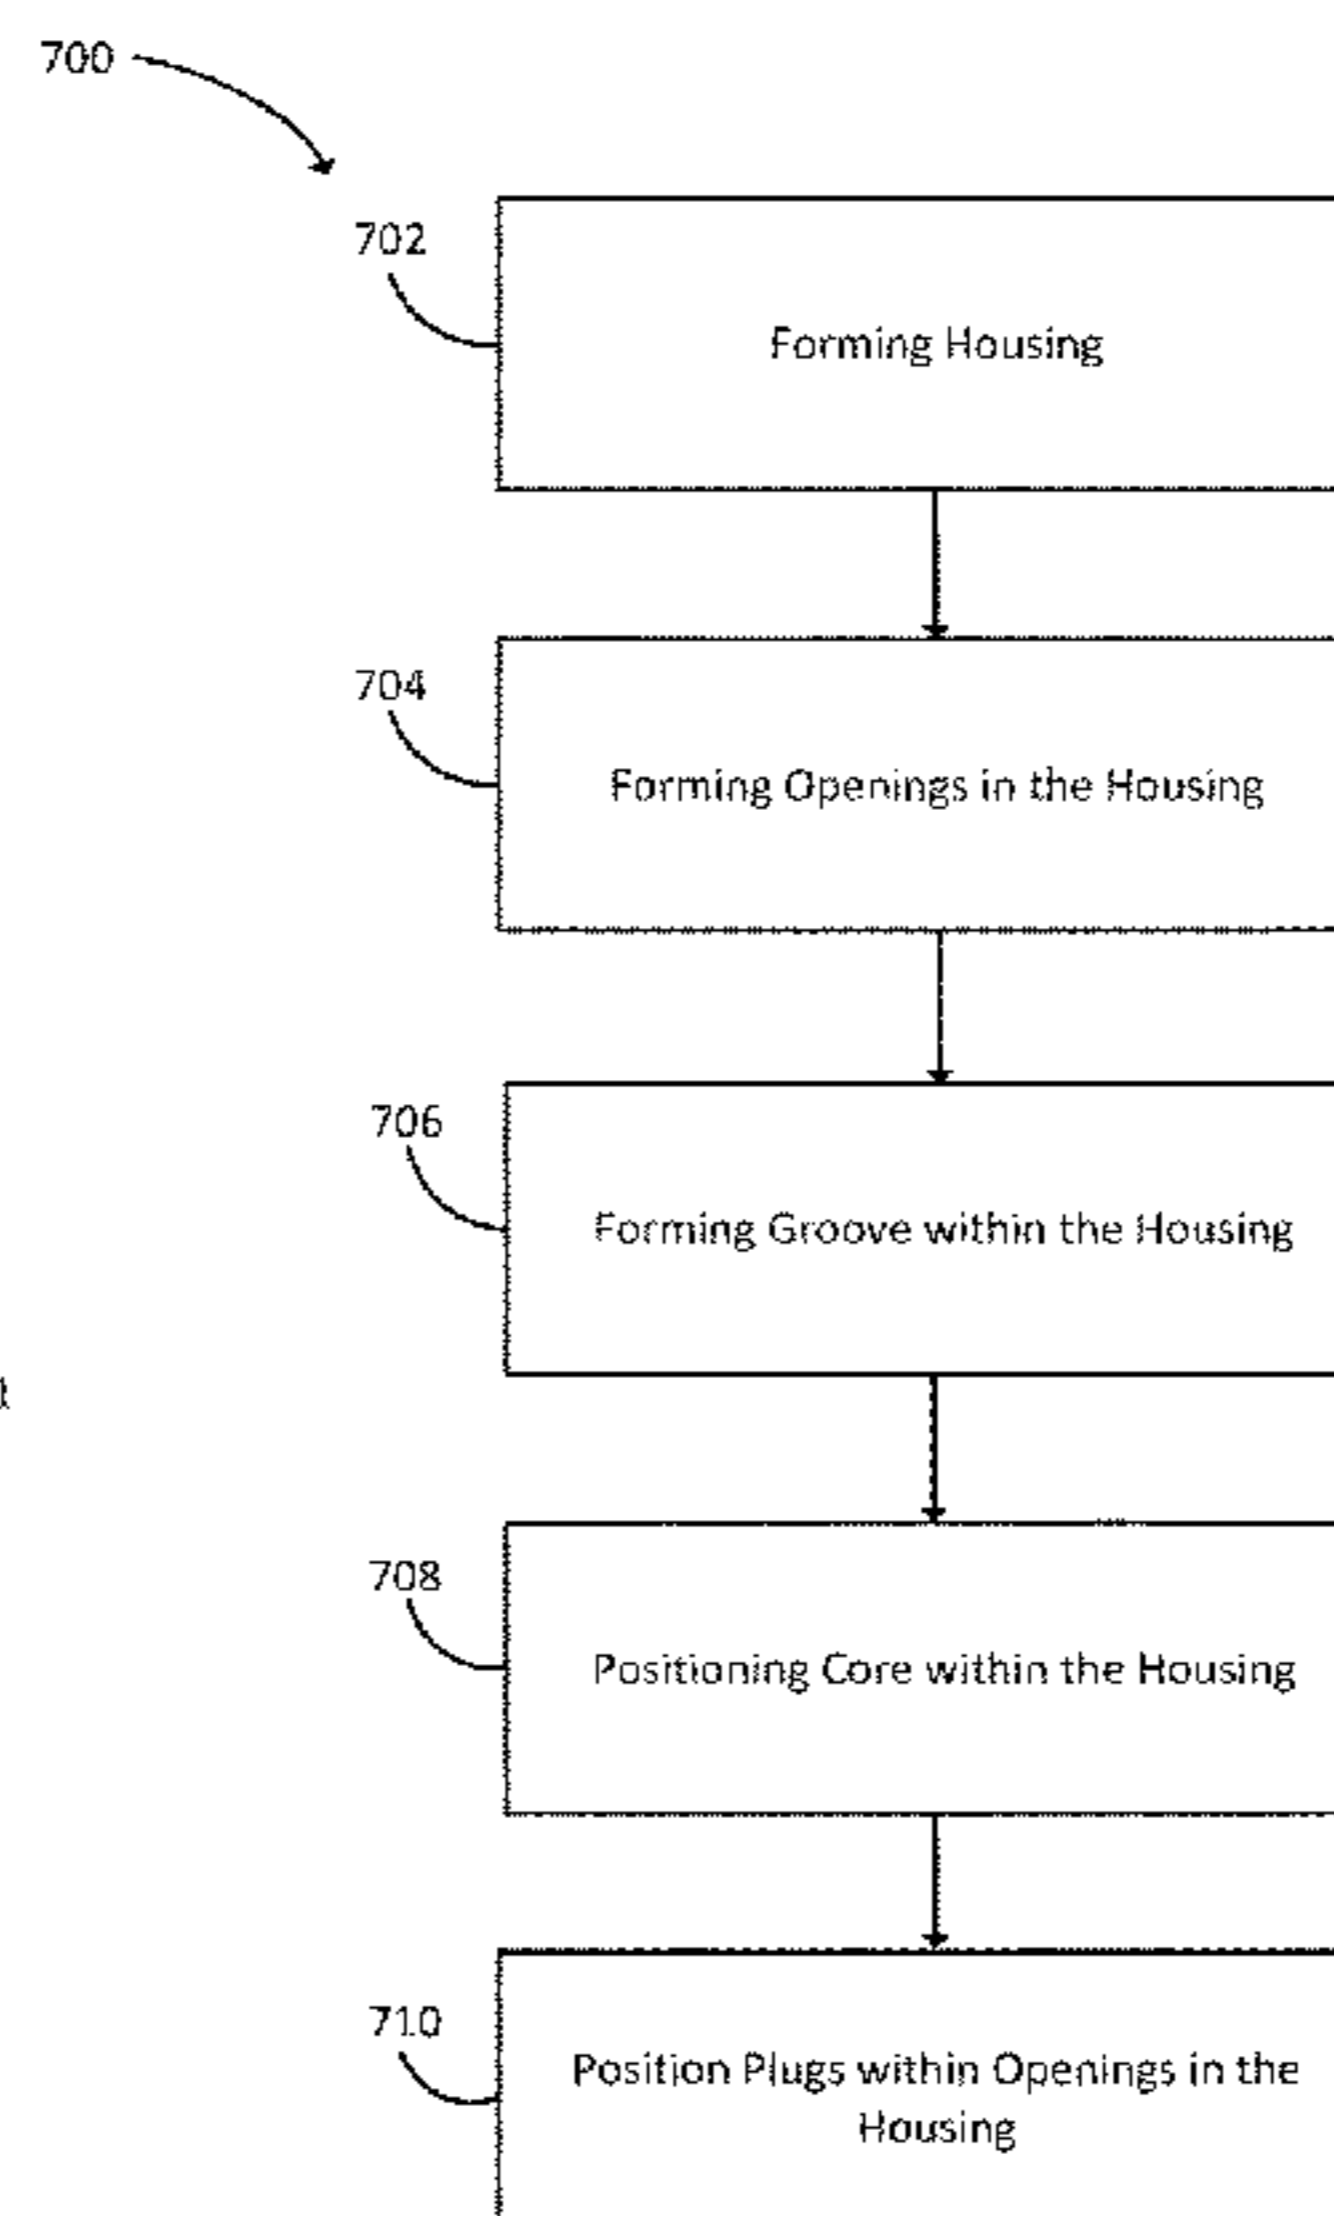 700
702
Forming Housing
704
Forming Openings in the Housing
706
Forming Groove within the Housing
708
Positioning Core within the Housing
710
Position Plugs within Openings in the
Housing